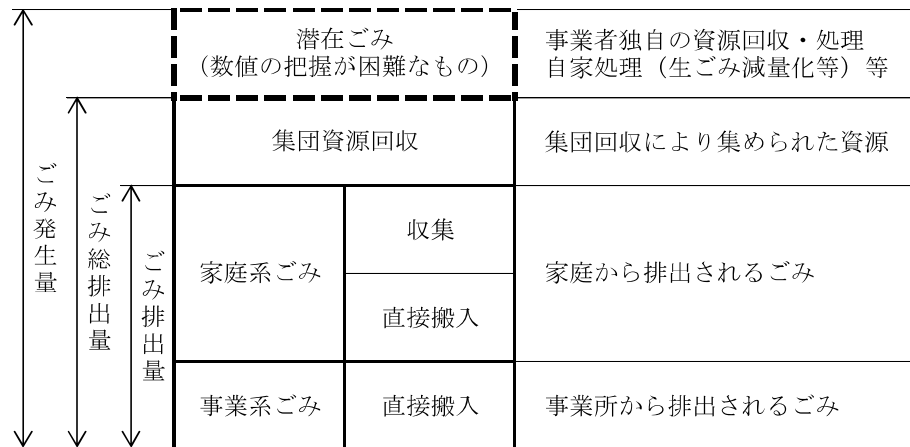 潜在ごみ
（数値の把握が困難なもの）
事業者独自の資源回収・処理
自家処理（生ごみ減量化等）等
集団資源回収
集団回収により集められた資源
ごみ発生量
ごみ総排出量
ごみ排出量
家庭系ごみ
収集
直接搬入
家庭から排出されるごみ
事業系ごみ
直接搬入
事業所から排出されるごみ